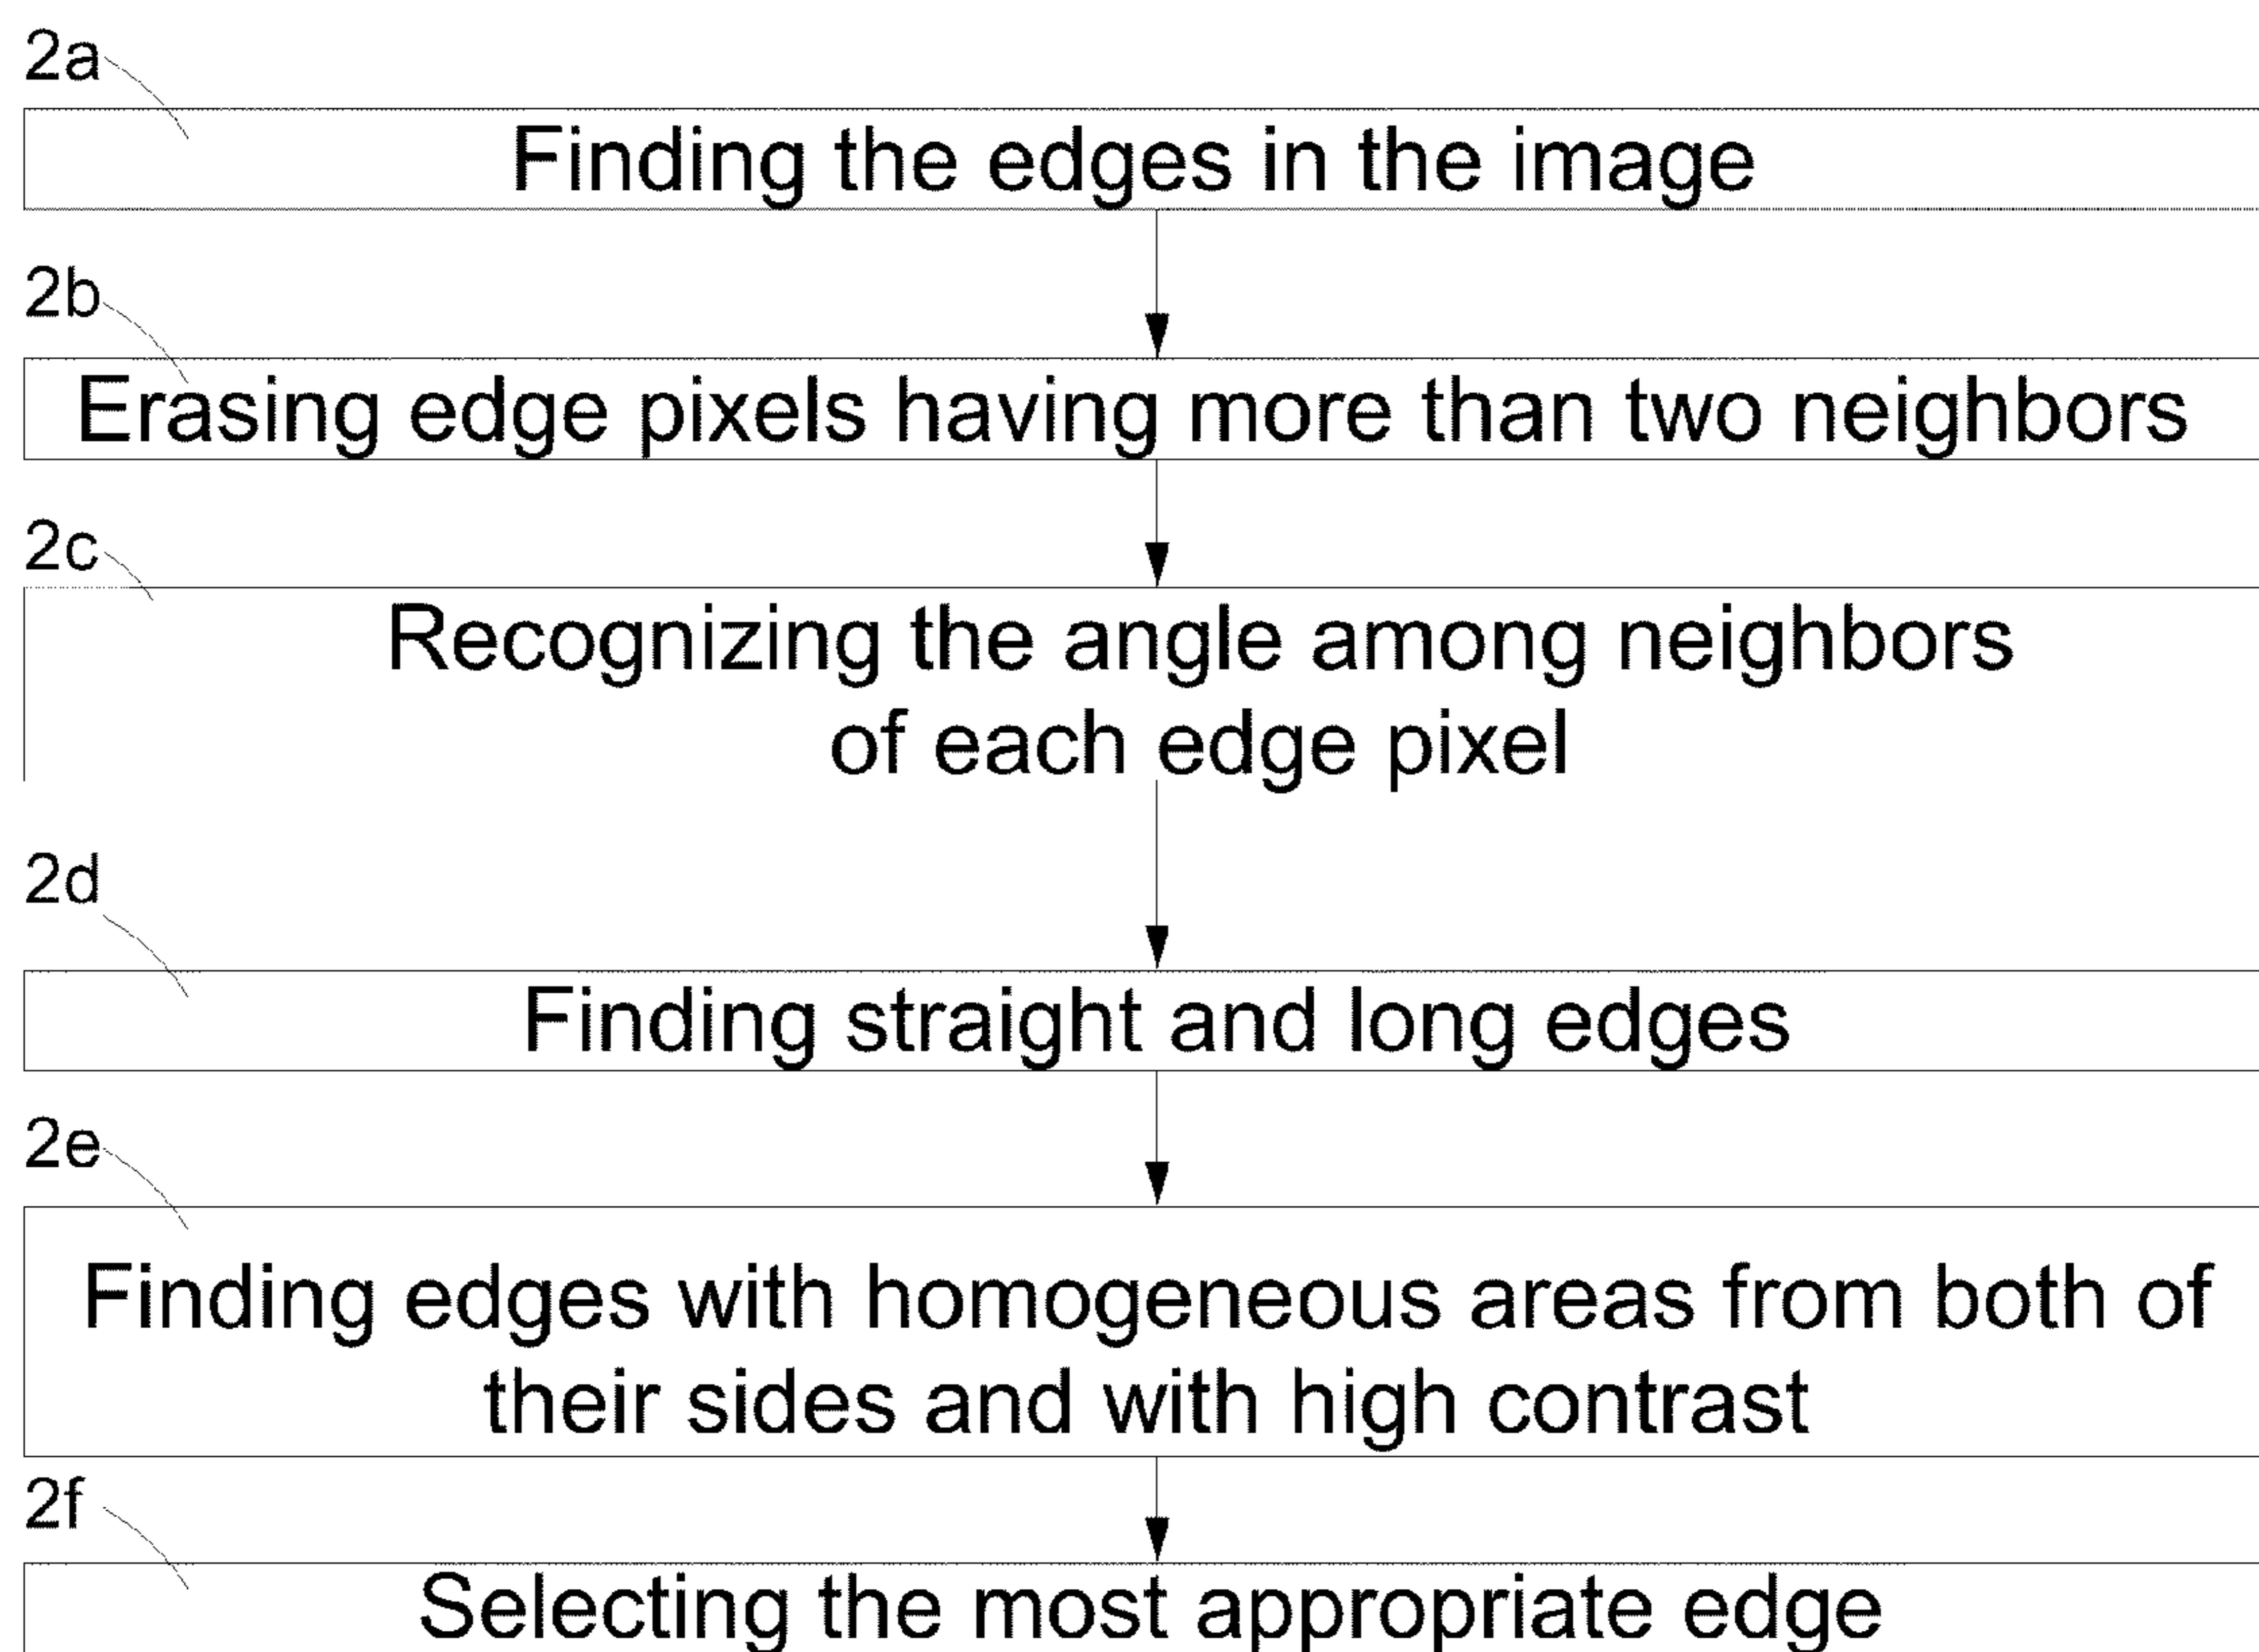 2a
Finding the edges in the image
2b
Erasing edge pixels having more than two neighbors
2c
Recognizing the angle among neighbors
of each edge pixel
2d
Finding straight and long edges
2e
Finding edges with homogeneous areas from both of
their sides and with high contrast
2f
Selecting the most appropriate edge